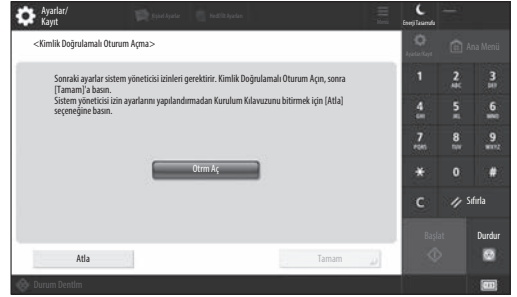 Ayarlar/
Kayıt
Enerji Tasarrufu
<Kimlik Doğrulamalı Oturum Açma>
Ayarlar/Kayıt
Ana Menü
Sonraki ayarlar sistem yöneticisi izinleri gerektirir. Kimlik Doğrulamalı Oturum Açın, sonra
[Tamam]'a basın.
Sistem yöneticisi izin ayarlarını yapılandırmadan Kurulum Kılavuzunu bitirmek için [Atla]
seçeneğine basın.
1
2
ABC
3
DEF
4
GHI
5
JKL
6
MNO
7
PQRS
8
TUV
9
WXYZ
Otrm Aç
* 0 #
C Sıfırla
Başlat
Durdur
Atla
Tamam
Durum Dentlm